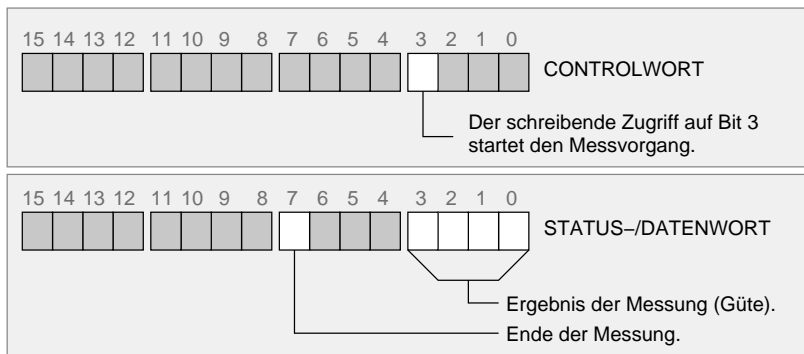 15 14 13 12 11 10 9 8 7 6 5 4 3 2 1 0
CONTROLWORT
Der schreibende Zugriff auf Bit 3
startet den Messvorgang.
15 14 13 12 11 10 9 8 7 6 5 4 3 2 1 0
STATUS–/DATENWORT
Ergebnis der Messung (Güte).
Ende der Messung.